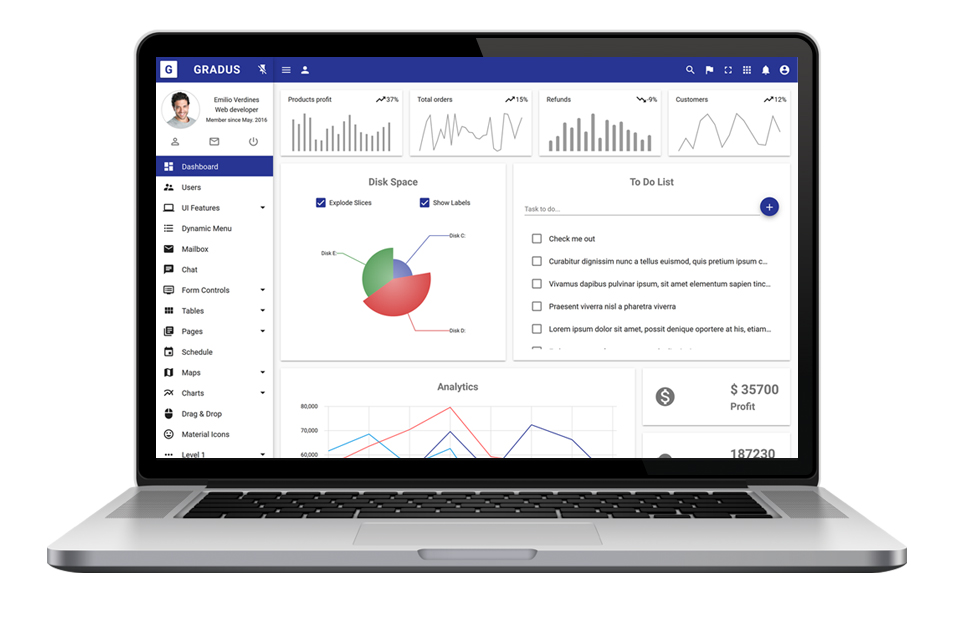 G GRADUS
Emilio Verdines
Web developer
Member since May. 2016
Dashboard
Users
UI Features
Dynamic Menu
Mailbox
Chat
Form Controls
Tables
Pages
Schedule
Maps
Charts
Drag & Drop
Material Icons
Level 1
Products profit 37%
Total orders 15%
Refunds -9%
Customers 12%
Disk Space
Explode Slices Show Labels
Disk C:
Disk E:
Disk D:
To Do List
Task to do...
Check me out
Curabitur dignissim nunc a tellus euismod, quis pretium ipsum c...
Vivamus dapibus pulvinar ipsum, sit amet elementum sapien tinc...
Praesent viverra nisl a pharetra viverra
Lorem ipsum dolor sit amet, possit denique oportere at his, etiam...
Analytics
80,000
70,000
60,000
$ 35700
Profit
187230